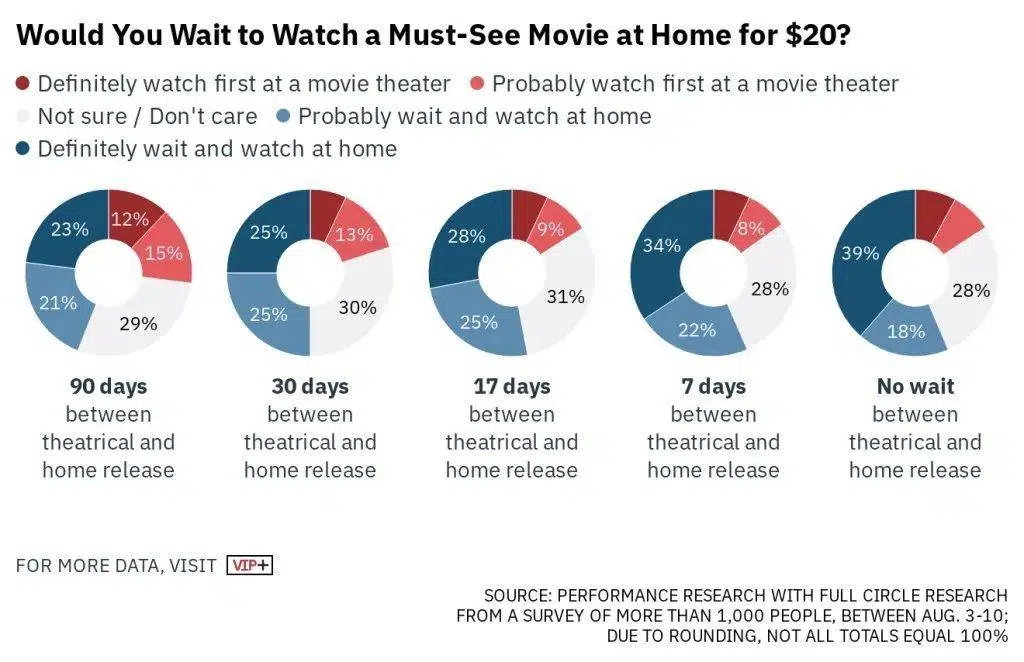 Would You Wait to Watch a Must-See Movie at Home for $20?
Definitely watch first at a movie theater Probably watch first at a movie theater
Not sure / Don't care Probably wait and watch at home
Definitely wait and watch at home
12%
15%
29%
21%
23%
13%
30%
25%
25%
9%
31%
25%
28%
8%
28%
22%
34%
28%
18%
39%
90 days
between
theatrical and
home release
30 days
between
theatrical and
home release
17 days
between
theatrical and
home release
7 days
between
theatrical and
home release
No wait
between
theatrical and
home release
FOR MORE DATA, VISIT VIP+
SOURCE: PERFORMANCE RESEARCH WITH FULL CIRCLE RESEARCH
FROM A SURVEY OF MORE THAN 1,000 PEOPLE, BETWEEN AUG. 3-10;
DUE TO ROUNDING, NOT ALL TOTALS EQUAL 100%